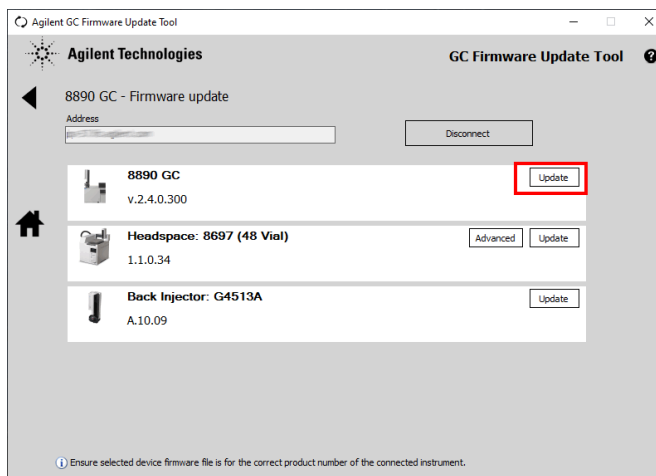 Agilent GC Firmware Update Tool
Agilent Technologies
GC Firmware Update Tool
8890 GC - Firmware update
Address
Disconnect
8890 GC
Update
v.2.4.0.300
Headspace: 8697 (48 Vial)
Advanced
Update
1.1.0.34
Back Injector: G4513A
Update
A.10.09
Ensure selected device firmware file is for the correct product number of the connected instrument.